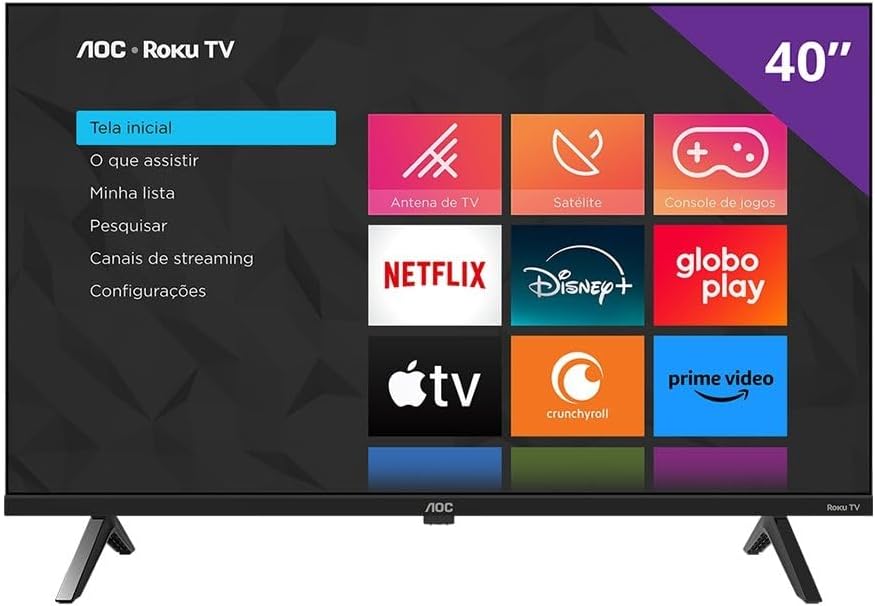 AOC • Roku TV
40”
Tela inicial
O que assistir
Minha lista
Pesquisar
Canais de streaming
Configurações
Antena de TV
Satélite
Console de jogos
NETFLIX
Disney+
globo
play
tv
crunchyroll
prime video
AOC
Roku TV